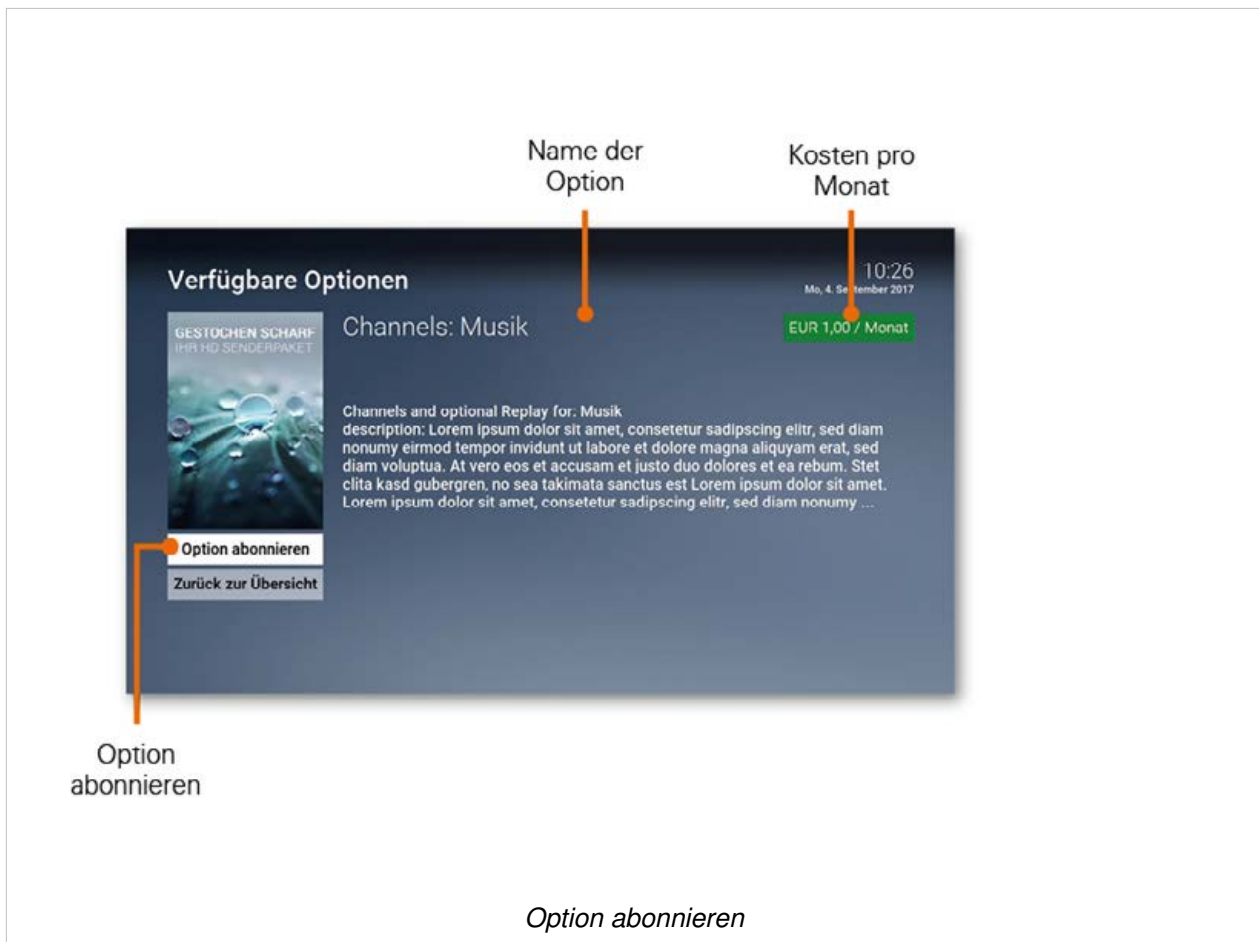 Name der
Option
Kosten pro
Monat
Verfügbare Optionen
10:26
Mo, 4. September 2017
GESTOCHEN SCHARF
IHR HD SENDERPAKET
Channels: Musik
EUR 1,00 / Monat
Channels and optional Replay for: Musik
description: Lorem ipsum dolor sit amet, consetetur sadipscing elitr, sed diam
nonumy eirmod tempor invidunt ut labore et dolore magna aliquyam erat, sed
diam voluptua. At vero eos et accusam et justo duo dolores et ea rebum. Stet
clita kasd gubergren, no sea takimata sanctus est Lorem ipsum dolor sit amet.
Lorem ipsum dolor sit amet, consetetur sadipscing elitr, sed diam nonumy ...
Option abonnieren
Zurück zur Übersicht
Option
abonnieren
Option abonnieren